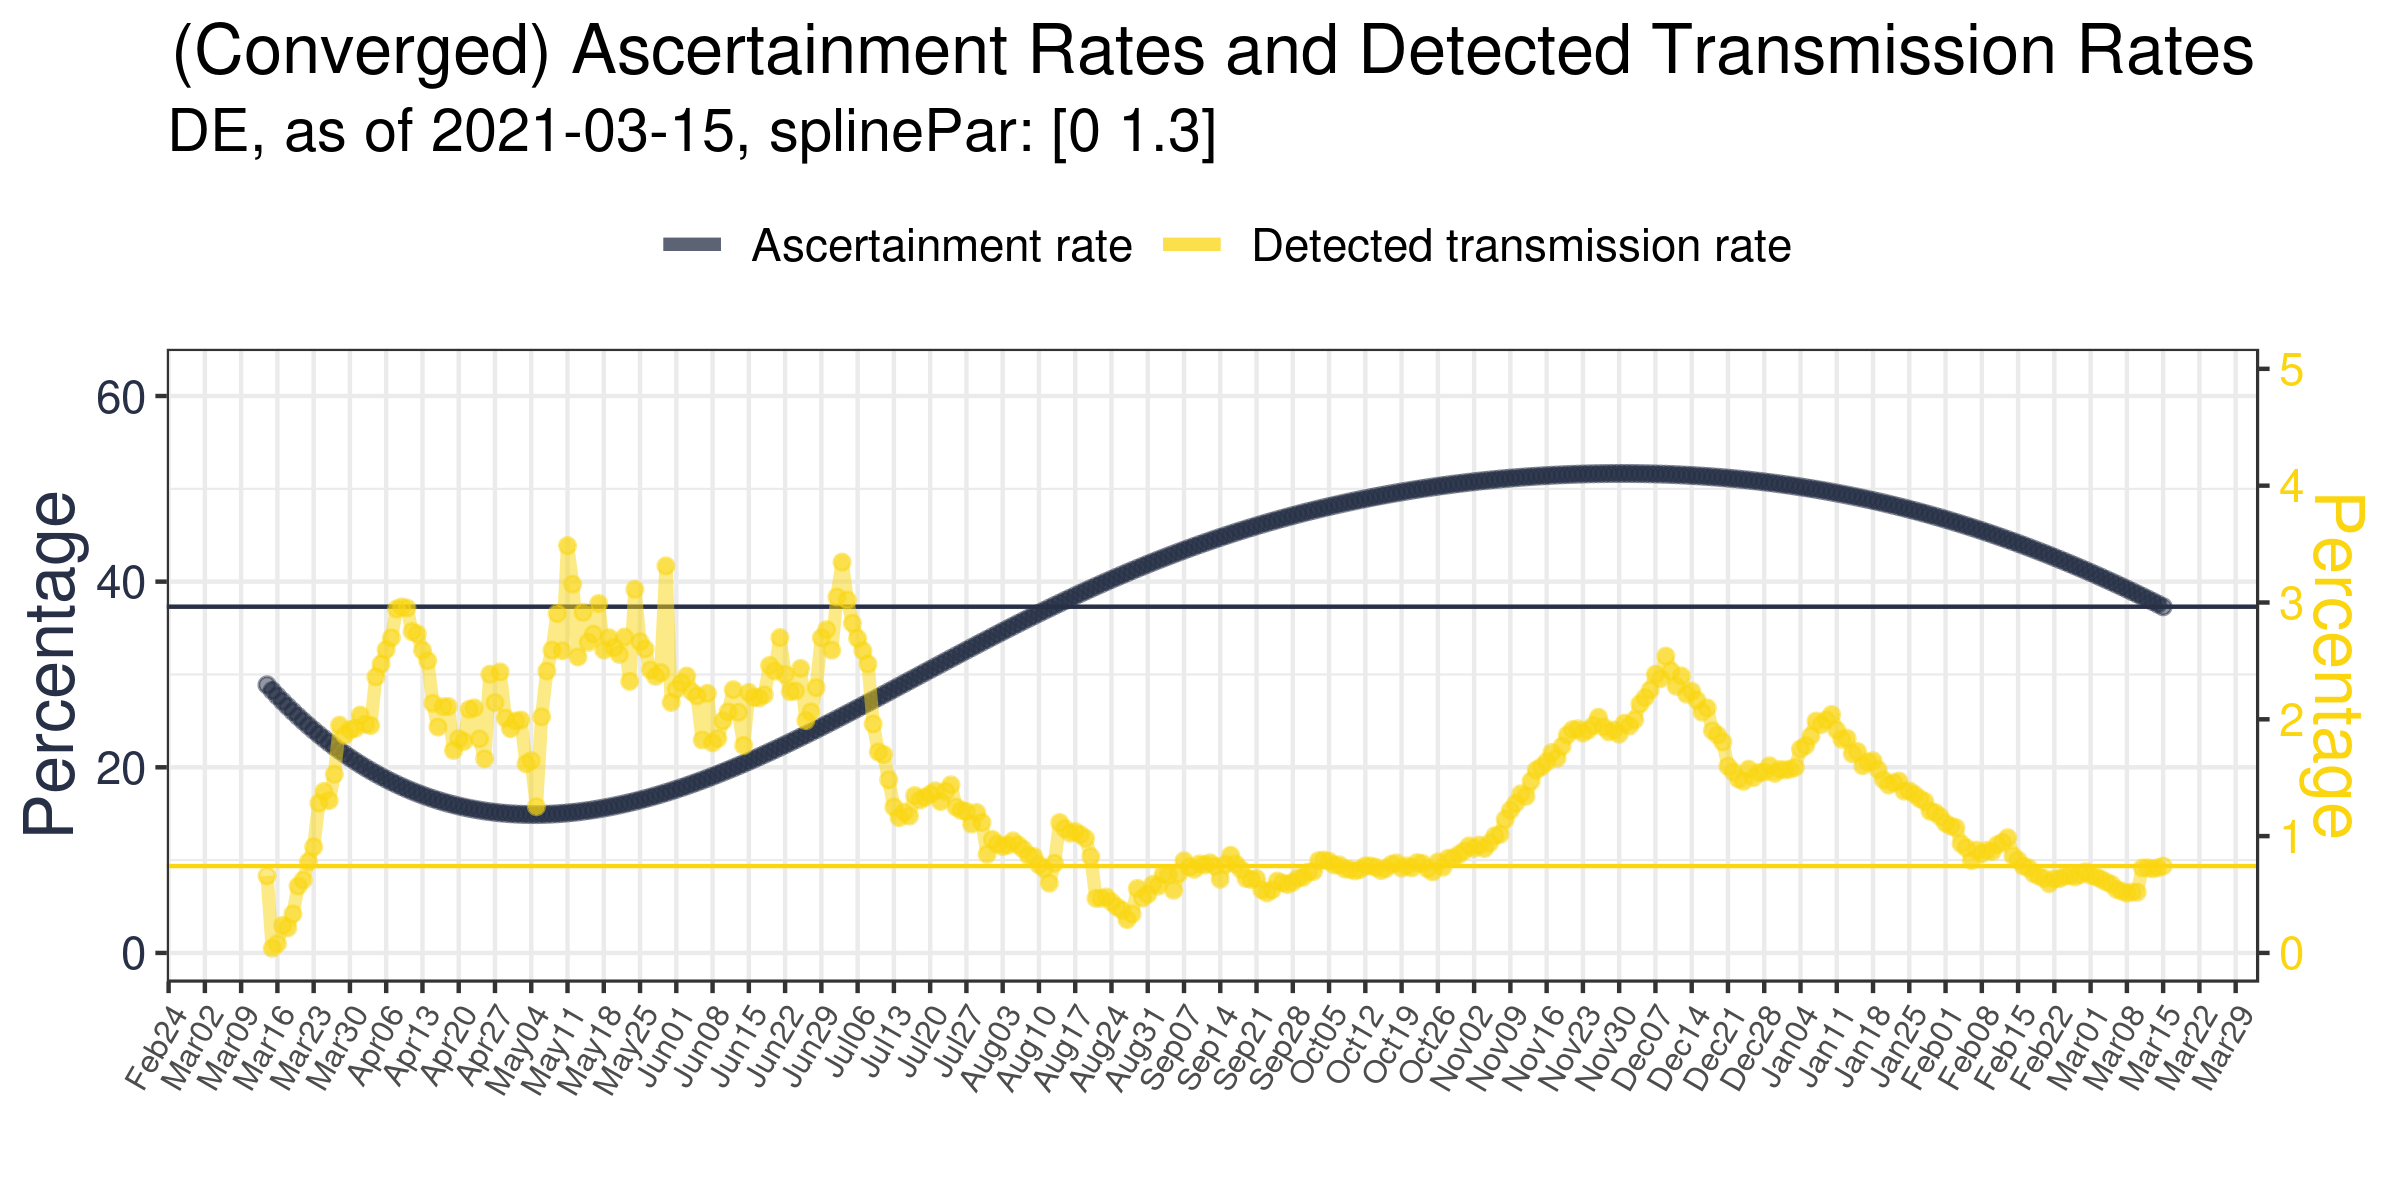 (Converged) Ascertainment Rates and Detected Transmission Rates
DE, as of 2021-03-15, splinePar: [0 1.3]
Ascertainment rate
Detected transmission rate
Percentage
60
40
20
0
5
4
3
2
1
0
Percentage
Feb24
Mar02
Mar09
Mar16
Mar23
Mar30
Apr06
Apr13
Apr20
Apr27
May04
May11
May18
May25
Jun01
Jun08
Jun15
Jun22
Jun29
Jul06
Jul13
Jul20
Jul27
Aug03
Aug10
Aug17
Aug24
Aug31
Sep07
Sep14
Sep21
Sep28
Oct05
Oct12
Oct19
Oct26
Nov02
Nov09
Nov16
Nov23
Nov30
Dec07
Dec14
Dec21
Dec28
Jan04
Jan11
Jan18
Jan25
Feb01
Feb08
Feb15
Feb22
Mar01
Mar08
Mar15
Mar22
Mar29